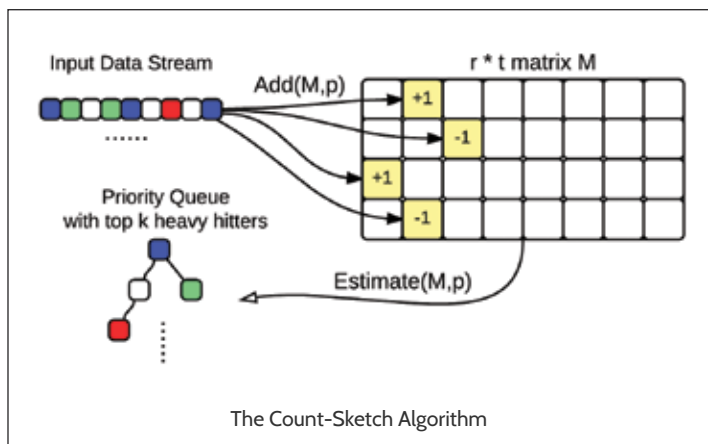 Input Data Stream
r * t matrix M
Add(M,p)
+1
-1
......
+1
Priority Queue
with top k heavy hitters
-1
Estimate(M,p)
The Count-Sketch Algorithm